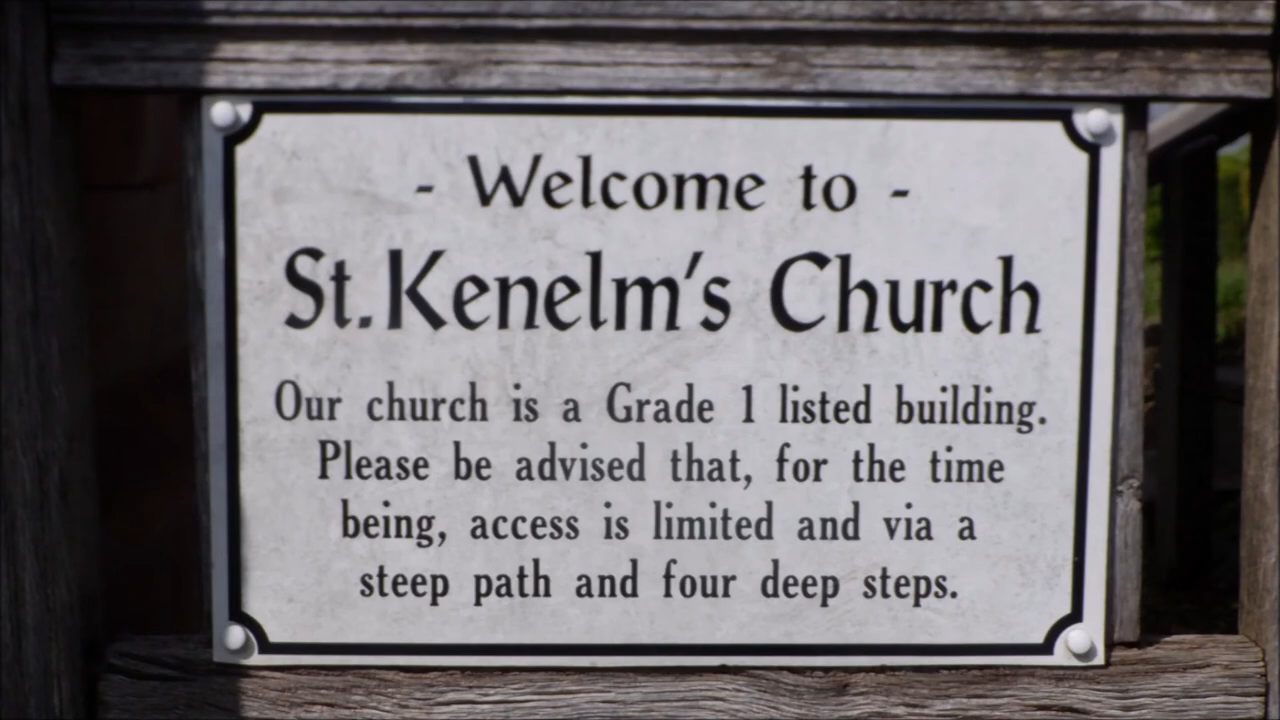 - Welcome to -
St. Kenelm's Church
Our church is a Grade 1 listed building.
Please be advised that, for the time
being, access is limited and via a
steep path and four deep steps.